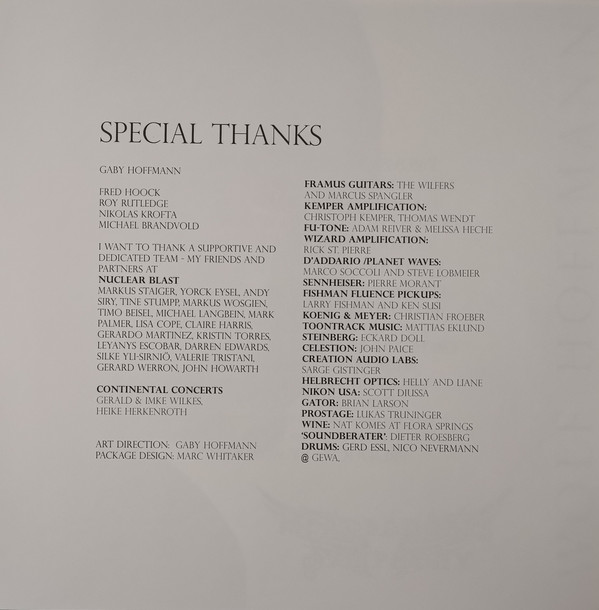 SPECIAL THANKS
GABY HOFFMANN
FRED HOOCK
ROY RUTLEDGE
NIKOLAS KROFTA
MICHAEL BRANDVOLD
I WANT TO THANK A SUPPORTIVE AND
DEDICATED TEAM - MY FRIENDS AND
PARTNERS AT
NUCLEAR BLAST
MARKUS STAIGER, YORCK EYSEL, ANDY
SIRY, TINE STUMPP, MARKUS WOSGIEN,
TIMO BEISEL, MICHAEL LANGBEIN, MARK
PALMER, LISA COPE, CLAIRE HARRIS,
GERARDO MARTINEZ, KRISTIN TORRES,
LEYANYS ESCOBAR, DARREN EDWARDS,
SILKE YLI-SIRNIÖ, VALERIE TRISTANI,
GERARD WERRON, JOHN HOWARTH
CONTINENTAL CONCERTS
GERALD & IMKE WILKES,
HEIKE HERKENROTH
ART DIRECTION: GABY HOFFMANN
PACKAGE DESIGN: MARC WHITAKER
FRAMUS GUITARS: THE WILFERS
AND MARCUS SPANGLER
KEMPER AMPLIFICATION:
CHRISTOPH KEMPER, THOMAS WENDT
FU-TONE: ADAM REIVER & MELISSA HECHE
WIZARD AMPLIFICATION:
RICK ST. PIERRE
D'ADDARIO /PLANET WAVES:
MARCO SOCCOLI AND STEVE LOBMEIER
SENNHEISER: PIERRE MORANT
FISHMAN FLUENCE PICKUPS:
LARRY FISHMAN AND KEN SUSI
KOENIG & MEYER: CHRISTIAN FROEBER
TOONTRACK MUSIC: MATTIAS EKLUND
STEINBERG: ECKARD DOLL
CELESTION: JOHN PAICE
CREATION AUDIO LABS:
SARGE GISTINGER
HELBRECHT OPTICS: HELLY AND LIANE
NIKON USA: SCOTT DIUSSA
GATOR: BRIAN LARSON
PROSTAGE: LUKAS TRUNINGER
WINE: NAT KOMES AT FLORA SPRINGS
'SOUNDBERATER': DIETER ROESBERG
DRUMS: GERD ESSL, NICO NEVERMANN
@ GEWA,